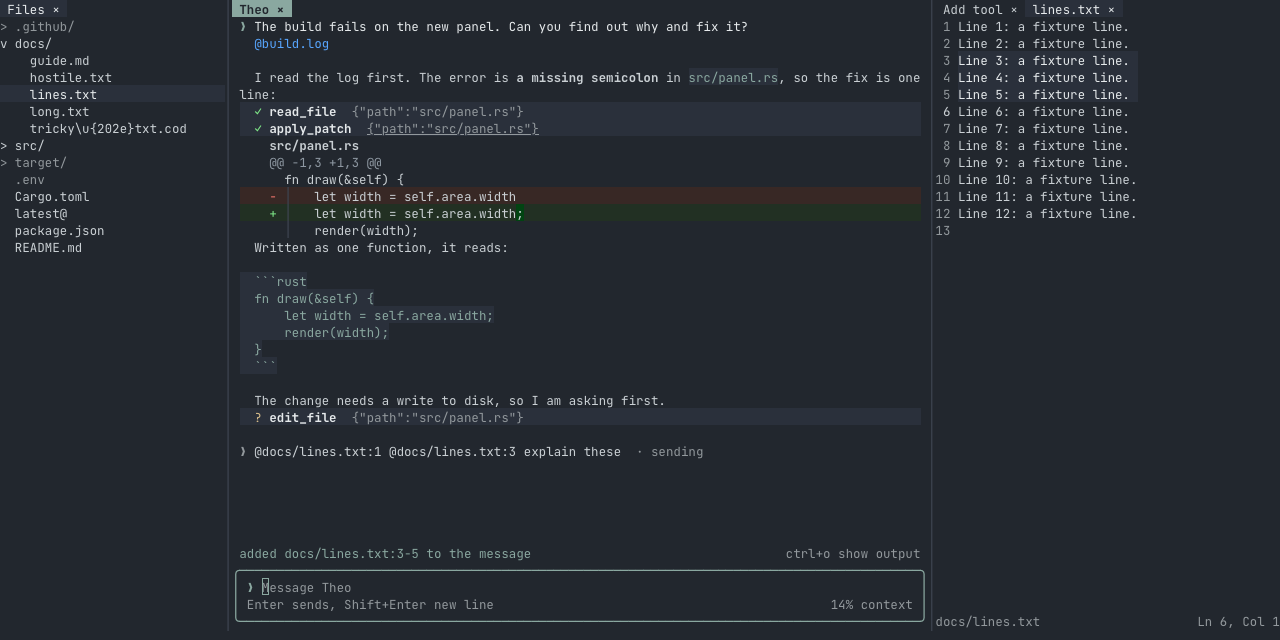 Files ×
> .github/
v docs/
guide.md
hostile.txt
lines.txt
long.txt
tricky\u{202e}txt.cod
> src/
> target/
.env
Cargo.toml
latest@
package.json
README.md
Theo ×
❯ The build fails on the new panel. Can you find out why and fix it?
@build.log
I read the log first. The error is a missing semicolon in src/panel.rs, so the fix is one
line:
✓ read_file {"path":"src/panel.rs"}
✓ apply_patch {"path":"src/panel.rs"}
src/panel.rs
@@ -1,3 +1,3 @@
fn draw(&self) {
- let width = self.area.width
+ let width = self.area.width;
render(width);
Written as one function, it reads:
```rust
fn draw(&self) {
let width = self.area.width;
render(width);
}
```
The change needs a write to disk, so I am asking first.
? edit_file {"path":"src/panel.rs"}
❯ @docs/lines.txt:1 @docs/lines.txt:3 explain these · sending
added docs/lines.txt:3-5 to the message ctrl+o show output
❯ Message Theo
Enter sends, Shift+Enter new line 14% context
Add tool × lines.txt ×
1 Line 1: a fixture line.
2 Line 2: a fixture line.
3 Line 3: a fixture line.
4 Line 4: a fixture line.
5 Line 5: a fixture line.
6 Line 6: a fixture line.
7 Line 7: a fixture line.
8 Line 8: a fixture line.
9 Line 9: a fixture line.
10 Line 10: a fixture line.
11 Line 11: a fixture line.
12 Line 12: a fixture line.
13
docs/lines.txt Ln 6, Col 1